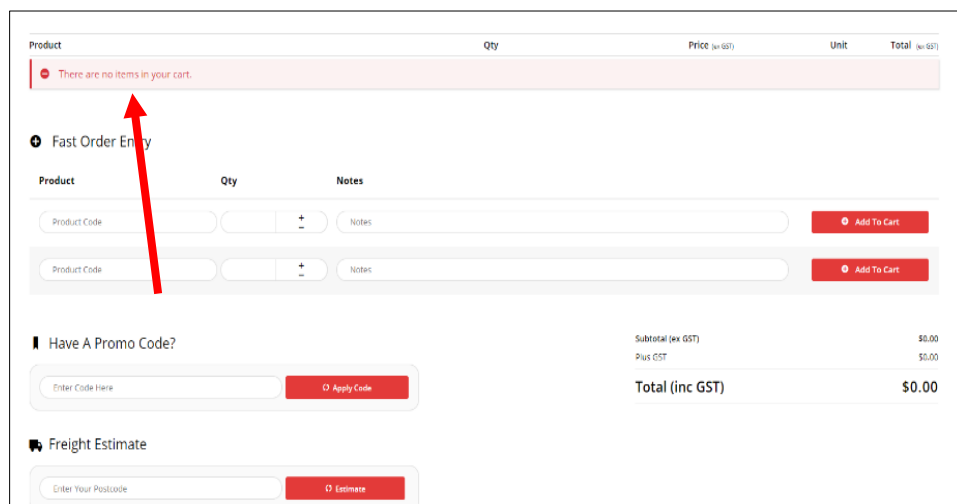 Product Qty Price (ex GST) Unit Total (ex GST)
There are no items in your cart.
Fast Order Entry
Product Qty Notes
Product Code + - Notes Add To Cart
Product Code + - Notes Add To Cart
Have A Promo Code?
Enter Code Here Apply Code
Subtotal (ex GST) $0.00
Plus GST $0.00
Total (inc GST) $0.00
Freight Estimate
Enter Your Postcode Estimate